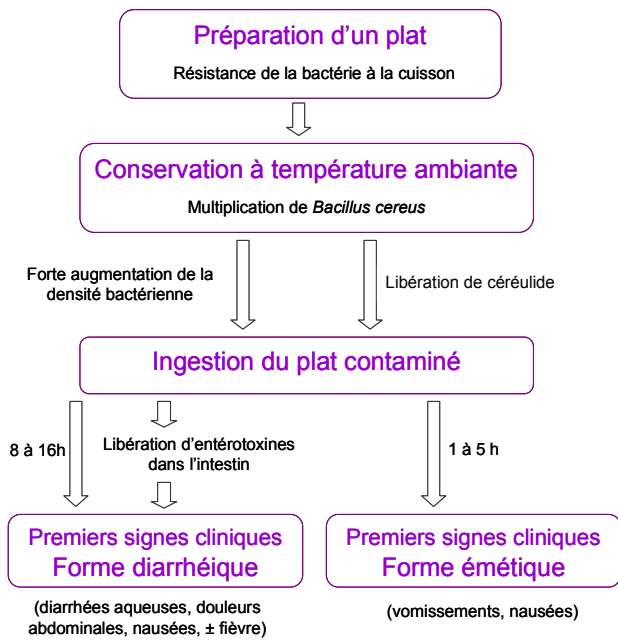 Préparation d'un plat
Résistance de la bactérie à la cuisson
Conservation à température ambiante
Multiplication de Bacillus cereus
Forte augmentation de la
densité bactérienne
Libération de céréulide
Ingestion du plat contaminé
8 à 16h
Libération d'entérotoxines
dans l'intestin
1 à 5 h
Premiers signes cliniques
Forme diarrhéique
(diarrhées aqueuses, douleurs
abdominales, nausées, ± fièvre)
Premiers signes cliniques
Forme émétique
(vomissements, nausées)